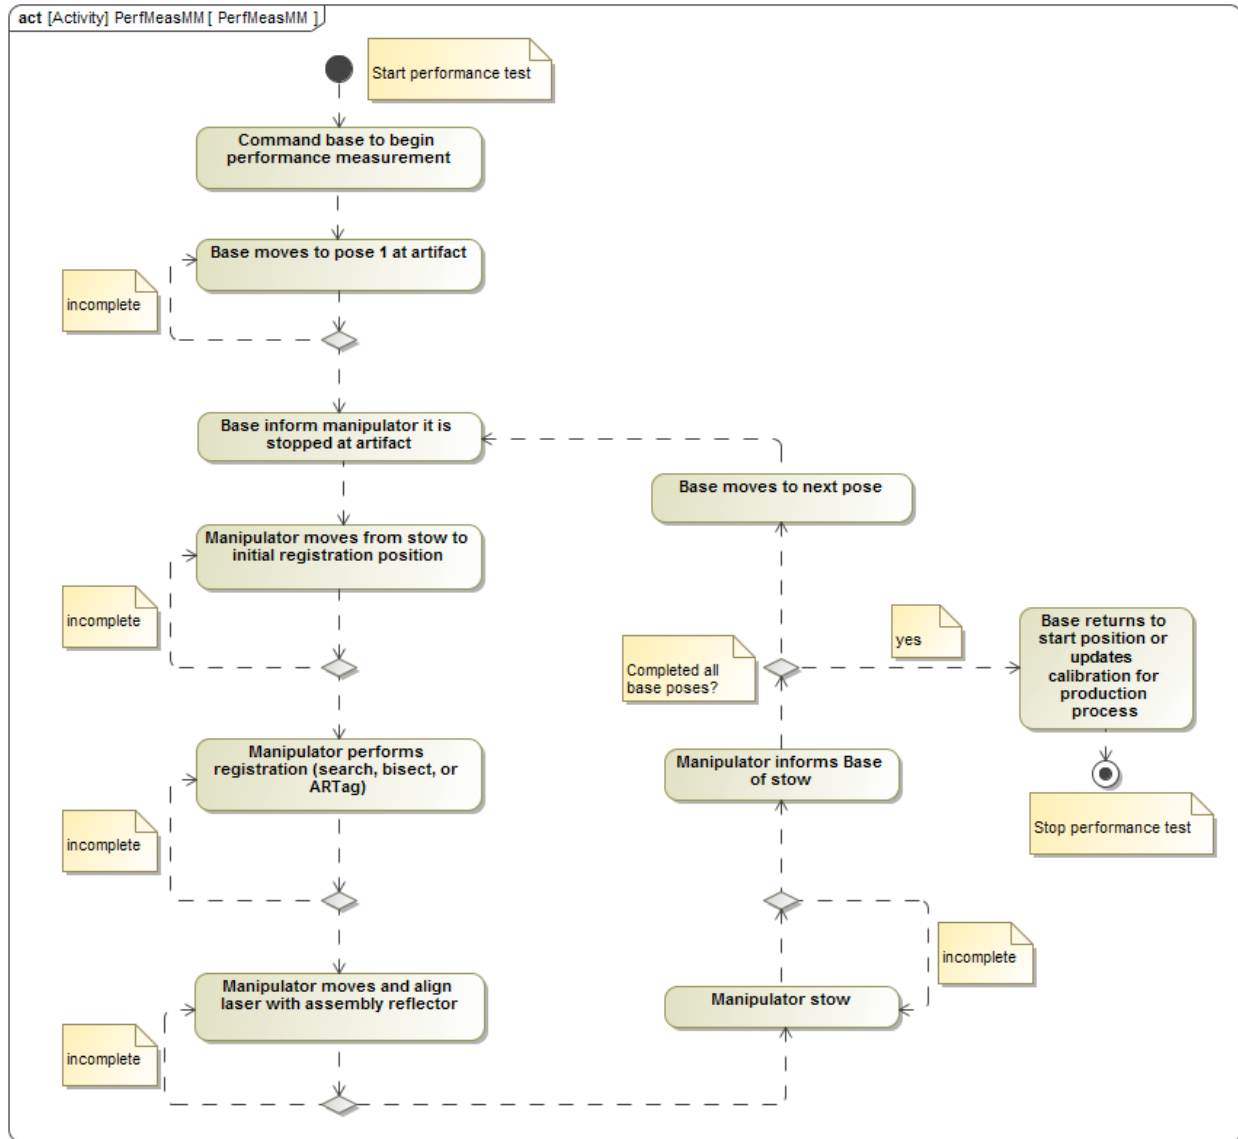 act [Activity] PerfMeasMM [ PerfMeasMM ]
Start performance test
Command base to begin
performance measurement
Base moves to pose 1 at artifact
incomplete
Base inform manipulator it is
stopped at artifact
Base moves to next pose
Manipulator moves from stow to
initial registration position
incomplete
Completed all
base poses?
yes
Base returns to
start position or
updates
calibration for
production
process
Manipulator performs
registration (search, bisect, or
ARTag)
incomplete
Manipulator informs Base
of stow
Stop performance test
Manipulator moves and align
laser with assembly reflector
incomplete
Manipulator stow
incomplete